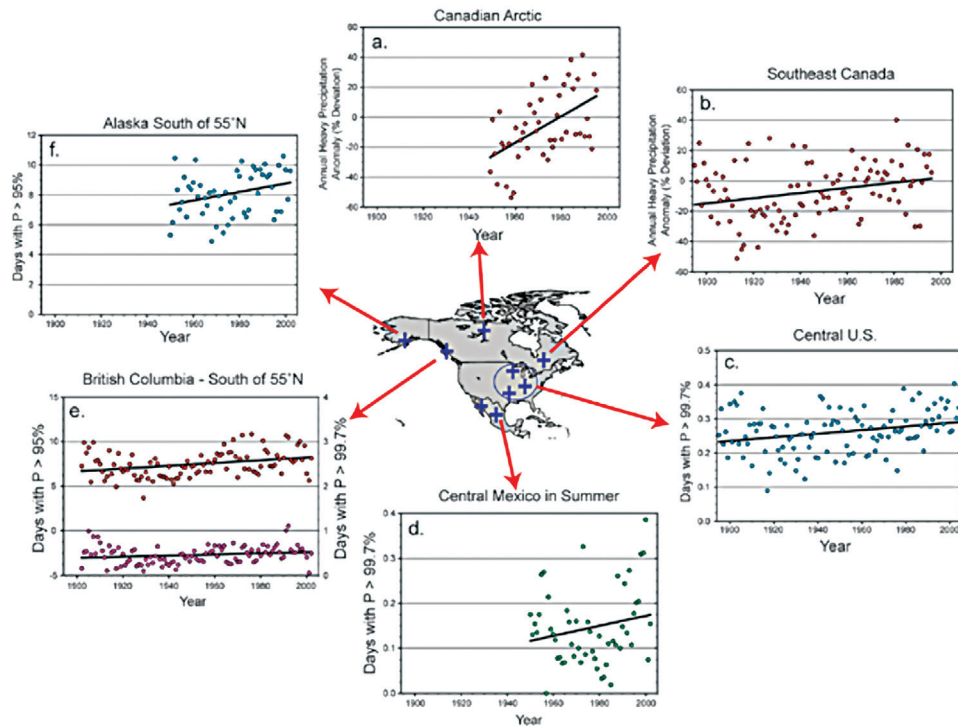 Canadian Arctic
a.
Annual Heavy Precipitation
Anomaly (% Deviation)
60
40
20
0
-20
-40
-60
1900 1920 1940 1960 1980 2000
Year
Southeast Canada
b.
Annual Heavy Precipitation
Anomaly (% Deviation)
60
40
20
0
-20
-40
-60
1900 1920 1940 1960 1980 2000
Year
Alaska South of 55°N
f.
Days with P > 95%
12
10
8
6
4
2
0
1900 1920 1940 1960 1980 2000
Year
Central U.S.
c.
Days with P > 99.7%
0.5
0.4
0.3
0.2
0.1
0.0
1900 1920 1940 1960 1980 2000
Year
British Columbia - South of 55°N
e.
Days with P > 95%
15
10
5
0
-5
Days with P > 99.7%
4
3
2
1
0
1900 1920 1940 1960 1980 2000
Year
Central Mexico in Summer
d.
Days with P > 99.7%
0.4
0.3
0.2
0.1
0.0
1900 1920 1940 1960 1980 2000
Year